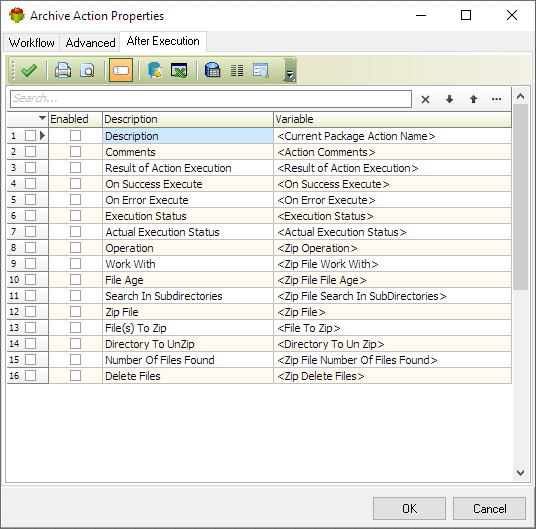 Archive Action Properties
Workflow Advanced After Execution
Search...
Enabled Description Variable
1 Description <Current Package Action Name>
2 Comments <Action Comments>
3 Result of Action Execution <Result of Action Execution>
4 On Success Execute <On Success Execute>
5 On Error Execute <On Error Execute>
6 Execution Status <Execution Status>
7 Actual Execution Status <Actual Execution Status>
8 Operation <Zip Operation>
9 Work With <Zip File Work With>
10 File Age <Zip File File Age>
11 Search In Subdirectories <Zip File Search In SubDirectories>
12 Zip File <Zip File>
13 File(s) To Zip <File To Zip>
14 Directory To UnZip <Directory To Un Zip>
15 Number Of Files Found <Zip File Number Of Files Found>
16 Delete Files <Zip Delete Files>
OK Cancel